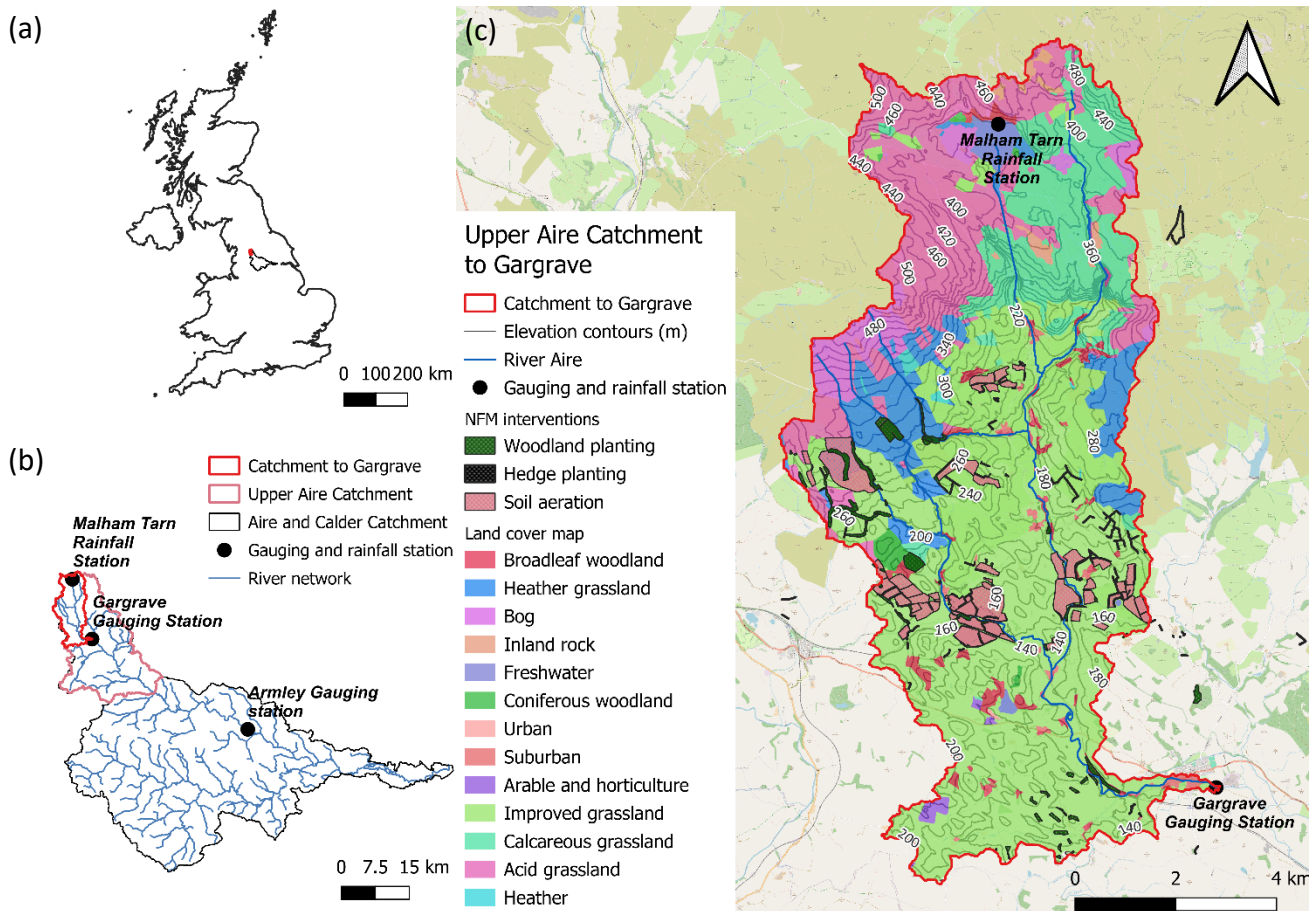 (a)
0 100200 km
(b)
Catchment to Gargrave
Upper Aire Catchment
Aire and Calder Catchment
Gauging and rainfall station
River network
Malham Tarn
Rainfall
Station
Gargrave
Gauging Station
Armley Gauging
station
0 7.5 15 km
(c)
Upper Aire Catchment
to Gargrave
Catchment to Gargrave
Elevation contours (m)
River Aire
Gauging and rainfall station
NFM interventions
Woodland planting
Hedge planting
Soil aeration
Land cover map
Broadleaf woodland
Heather grassland
Bog
Inland rock
Freshwater
Coniferous woodland
Urban
Suburban
Arable and horticulture
Improved grassland
Calcareous grassland
Acid grassland
Heather
500
460
440
460
480
440
400
Malham Tarn
Rainfall
Station
440
440
400
420
460
500
360
220
480
340
300
280
260
240
180
260
200
160
160
160
140
140
180
200
200
140
Gargrave
Gauging Station
0 2 4 km